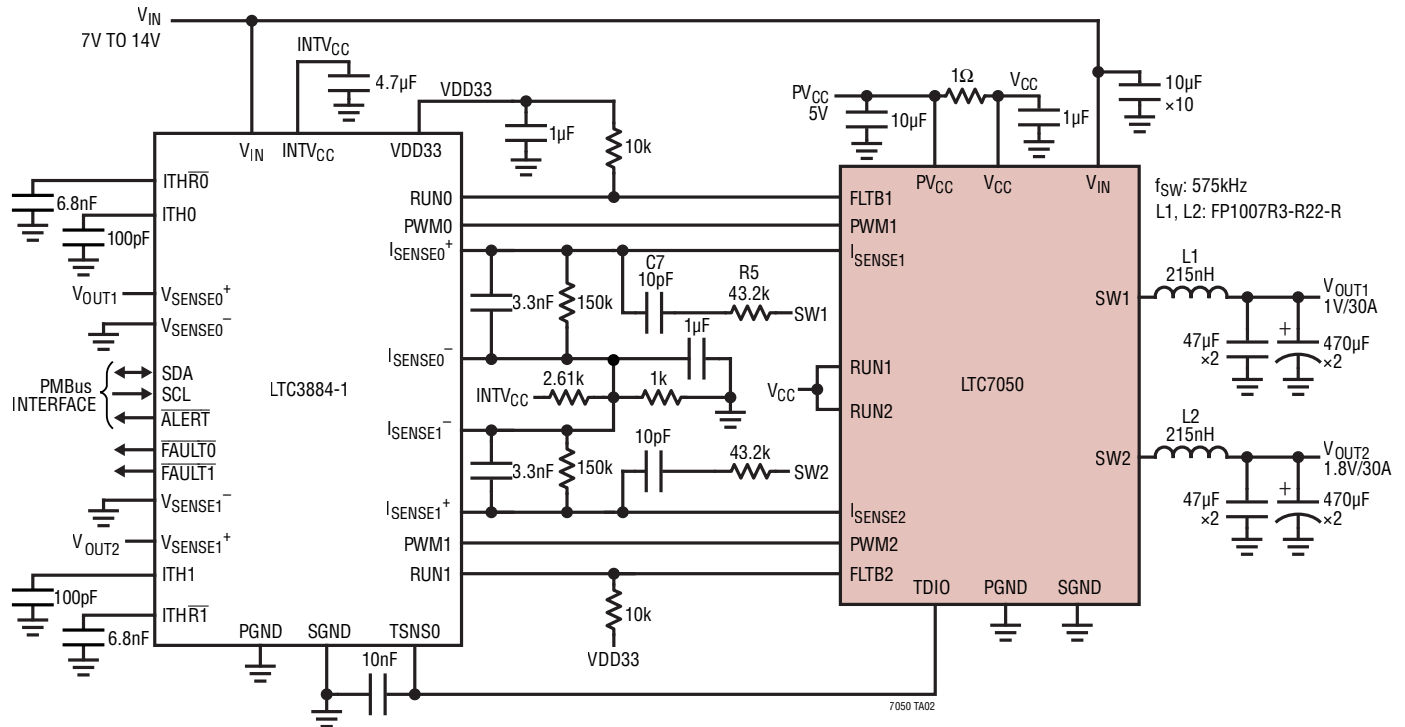 VIN
7V TO 14V
INTVCC
4.7µF
VDD33
1µF
10k
PVCC
5V
10µF
1Ω
VCC
1µF
10µF
×10
VIN
INTVCC
VDD33
ITHR0
6.8nF
ITH0
100pF
VOUT1
VSENSE0+
VSENSE0–
PMBus
INTERFACE
SDA
SCL
ALERT
FAULT0
FAULT1
VSENSE1–
VOUT2
VSENSE1+
ITH1
100pF
ITHR1
6.8nF
LTC3884-1
PGND
SGND
TSNS0
10nF
RUN0
PWM0
ISENSE0+
ISENSE0–
ISENSE1–
ISENSE1+
PWM1
RUN1
3.3nF
150k
C7
10pF
R5
43.2k
SW1
1µF
INTVCC
2.61k
1k
3.3nF
150k
10pF
43.2k
SW2
10k
VDD33
PVCC
VCC
VIN
FLTB1
PWM1
ISENSE1
VCC
RUN1
RUN2
LTC7050
ISENSE2
PWM2
FLTB2
TDIO
PGND
SGND
SW1
SW2
fSW: 575kHz
L1, L2: FP1007R3-R22-R
L1
215nH
VOUT1
1V/30A
47µF
×2
+
470µF
×2
L2
215nH
VOUT2
1.8V/30A
47µF
×2
+
470µF
×2
7050 TA02